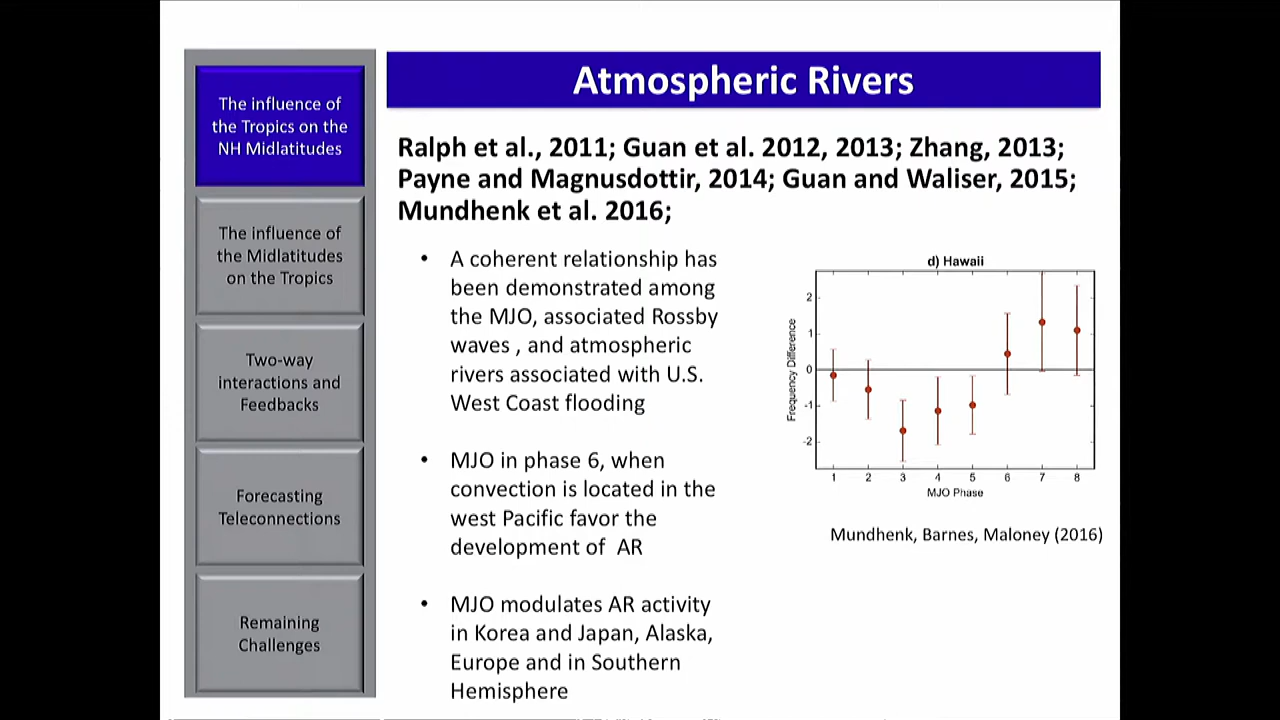 The influence of
the Tropics on the
NH Midlatitudes
The influence of
the Midlatitudes
on the Tropics
Two-way
interactions and
Feedbacks
Forecasting
Teleconnections
Remaining
Challenges
Atmospheric Rivers
Ralph et al., 2011; Guan et al. 2012, 2013; Zhang, 2013;
Payne and Magnusdottir, 2014; Guan and Waliser, 2015;
Mundhenk et al. 2016;
• A coherent relationship has
been demonstrated among
the MJO, associated Rossby
waves , and atmospheric
rivers associated with U.S.
West Coast flooding
• MJO in phase 6, when
convection is located in the
west Pacific favor the
development of AR
• MJO modulates AR activity
in Korea and Japan, Alaska,
Europe and in Southern
Hemisphere
d) Hawaii
Frequency Difference
2
1
0
-1
-2
1 2 3 4 5 6 7 8
MJO Phase
Mundhenk, Barnes, Maloney (2016)